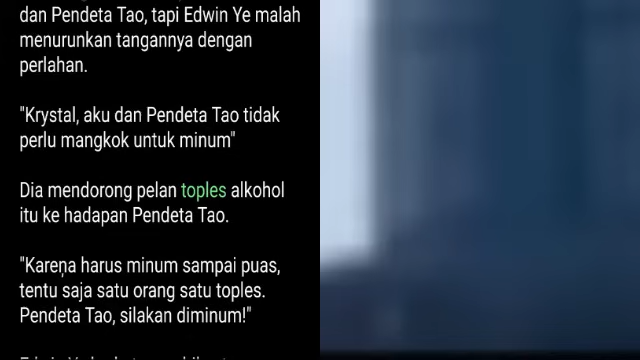 dan Pendeta Tao, tapi Edwin Ye malah
menurunkan tangannya dengan
perlahan.
"Krystal, aku dan Pendeta Tao tidak
perlu mangkok untuk minum"
Dia mendorong pelan toples alkohol
itu ke hadapan Pendeta Tao.
"Karena harus minum sampai puas,
tentu saja satu orang satu toples.
Pendeta Tao, silakan diminum!"